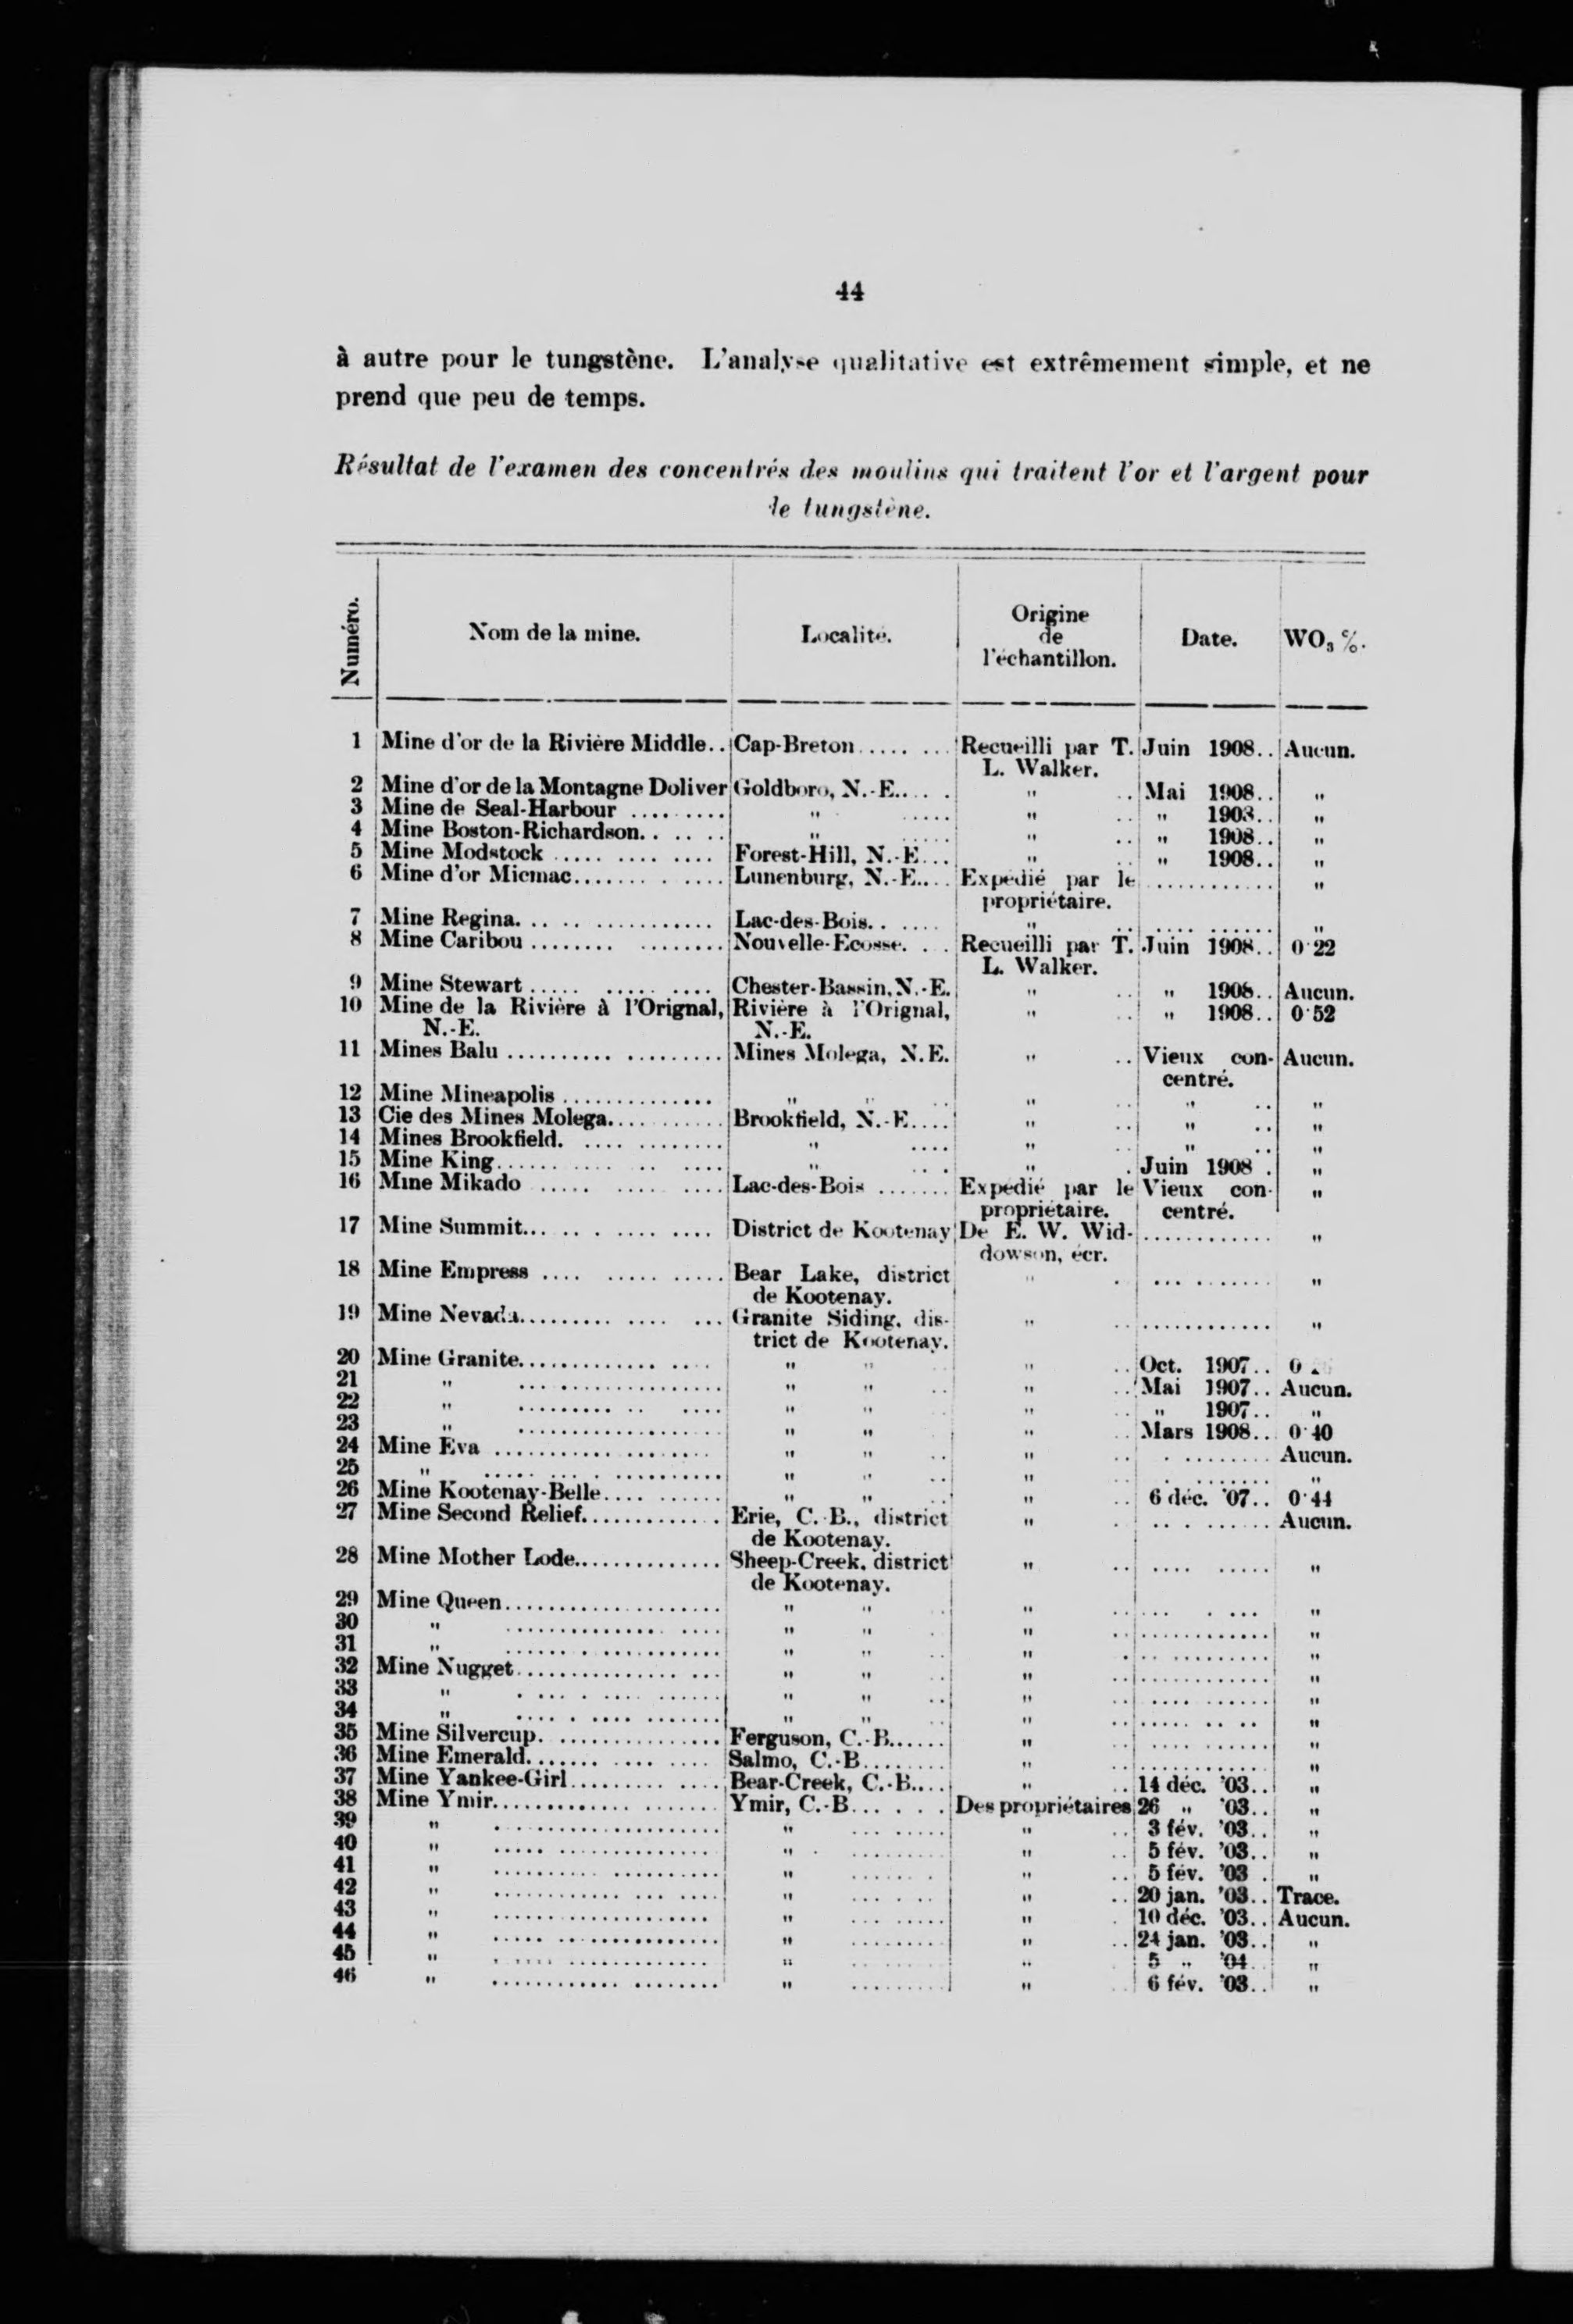 44
à autre pour le tungstène. L'analyse qualitative est extrêmement simple, et ne
prend que peu de temps.
Résultat de l'examen des concentrés des moulins qui traitent l'or et l'argent pour
le tungstène.
Numéro. Nom de la mine. Localité. Origine de l'échantillon. Date. WO₃ %.
1 Mine d'or de la Rivière Middle.. Cap-Breton........ Recueilli par T. Juin 1908.. Aucun.
L. Walker.
2 Mine d'or de la Montagne Doliver Goldboro, N.-E..... " .. Mai 1908.. "
3 Mine de Seal-Harbour ......... " ..... " .. " 1903.. "
4 Mine Boston-Richardson....... " ..... " .. " 1908.. "
5 Mine Modstock ............... Forest-Hill, N.-E... " .. " 1908.. "
6 Mine d'or Micmac............. Lunenburg, N.-E.... Expédié par le ............ "
propriétaire.
7 Mine Regina.................. Lac-des-Bois...... " .. ............ "
8 Mine Caribou ................. Nouvelle-Ecosse.... Recueilli par T. Juin 1908.. 0·22
L. Walker.
9 Mine Stewart ................ Chester-Bassin, N.-E. " .. " 1908.. Aucun.
10 Mine de la Rivière à l'Orignal, Rivière à l'Orignal, " .. " 1908.. 0·52
N.-E. N.-E.
11 Mines Balu .................... Mines Molega, N.E. " .. Vieux con- Aucun.
centré.
12 Mine Mineapolis .............. " " .. " .. " .. "
13 Cie des Mines Molega........... Brookfield, N.-E.... " .. " .. "
14 Mines Brookfield. ............. " .... " .. " .. "
15 Mine King.................... " .... " . Juin 1908 . "
16 Mine Mikado ................. Lac-des-Bois ....... Expédié par le Vieux con- "
propriétaire. centré.
17 Mine Summit.................. District de Kootenay De E. W. Wid- ............ "
dowson, écr.
18 Mine Empress ................ Bear Lake, district " . ............ "
de Kootenay.
19 Mine Nevada................... Granite Siding, dis- " .. ............ "
trict de Kootenay.
20 Mine Granite.................. " " " .. Oct. 1907.. 0
21 " ................... " " .. " .. Mai 1907.. Aucun.
22 " ................... " " .. " .. " 1907.. "
23 " ................... " " .. " .. Mars 1908.. 0·40
24 Mine Eva .................... " " .. " .. ......... Aucun.
25 " ...................... " " .. " .. ......... "
26 Mine Kootenay-Belle........... " " .. " .. 6 déc. '07.. 0·44
27 Mine Second Relief............. Erie, C.-B., district " . .......... Aucun.
de Kootenay.
28 Mine Mother Lode.............. Sheep-Creek, district " .. ......... "
de Kootenay.
29 Mine Queen..................... " " .. " .. ........ "
30 " ................... " " . " .. ............ "
31 " ................... " " .. " . ........... "
32 Mine Nugget................... " " .. " .. ............ "
33 " ................... " " .. " .. ............ "
34 " ................... " " .. " .. ............ "
35 Mine Silvercup................. Ferguson, C.-B...... " .. ............ "
36 Mine Emerald.................. Salmo, C.-B........ " .. ............ "
37 Mine Yankee-Girl.............. Bear-Creek, C.-B.... " .. 14 déc. '03.. "
38 Mine Ymir.................... Ymir, C.-B...... Des propriétaires 26 " '03.. "
39 " ..................... " ........ " .. 3 fév. '03.. "
40 " ..................... " ......... " .. 5 fév. '03.. "
41 " ..................... " ....... . " .. 5 fév. '03 . "
42 " ..................... " ....... " .. 20 jan. '03.. Trace.
43 " .................... " ......... " . 10 déc. '03.. Aucun.
44 " ..................... " ......... " .. 24 jan. '03.. "
45 " .................... " ......... " . 5 " '04.. "
46 " ..................... " ......... " .. 6 fév. '03.. "